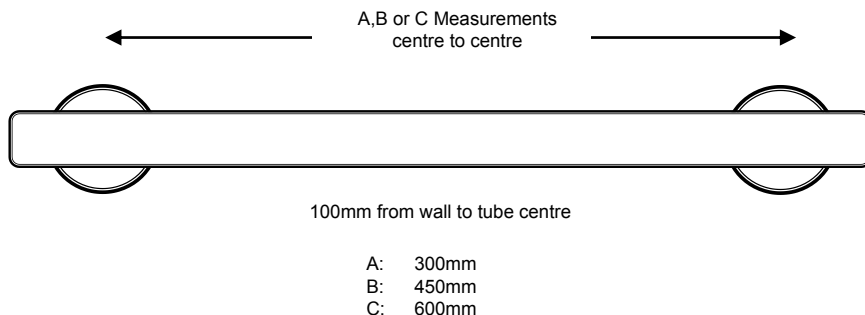 A,B or C Measurements
centre to centre
100mm from wall to tube centre
A: 300mm
B: 450mm
C: 600mm